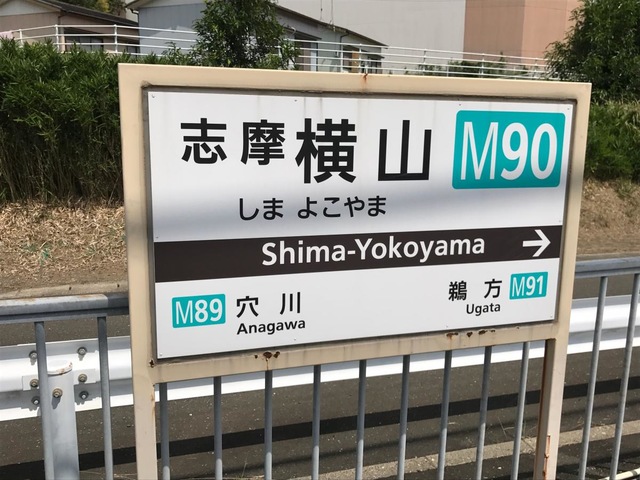 志摩横山 M90
しま よこやま
Shima-Yokoyama →
M89 穴川 鵜方 M91
Anagawa Ugata